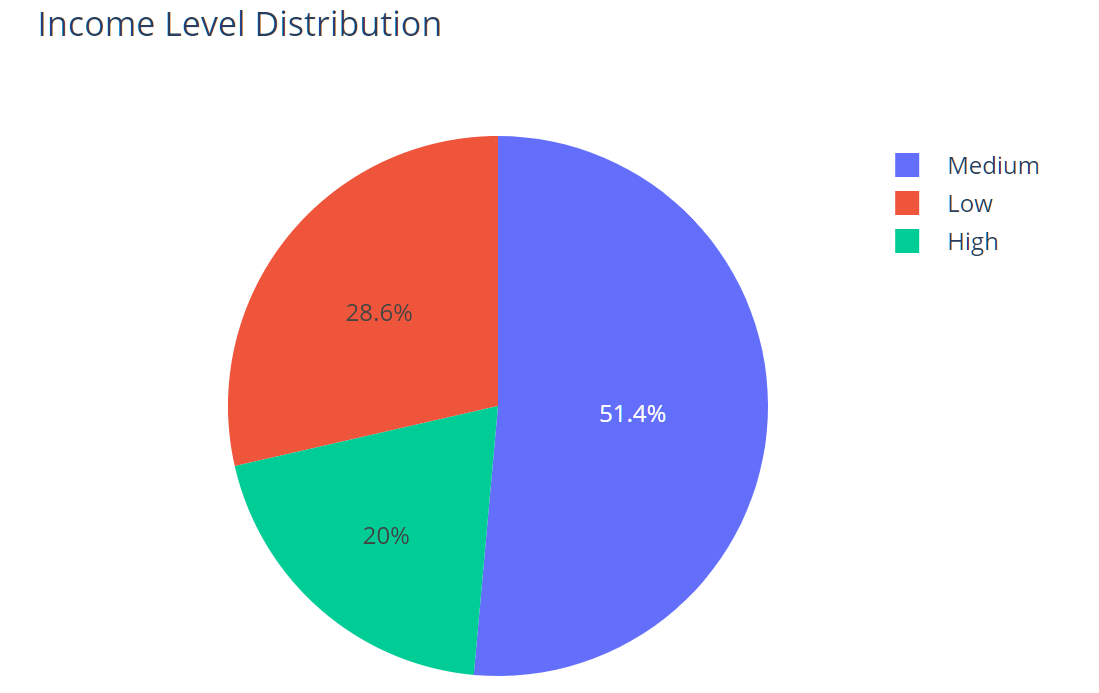 Income Level Distribution
Medium
Low
High
28.6%
51.4%
20%